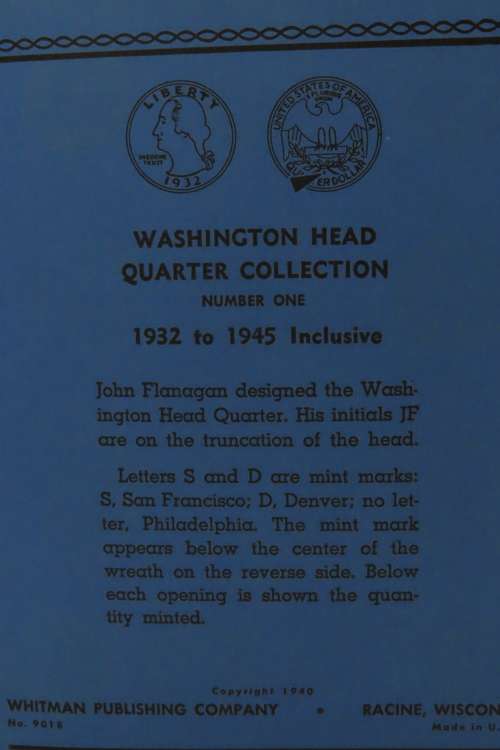 LIBERTY
IN GOD WE
TRUST
1932
UNITED STATES OF AMERICA
WASHINGTON HEAD
QUARTER COLLECTION
NUMBER ONE
1932 to 1945 Inclusive
John Flanagan designed the Wash-
ington Head Quarter. His initials JF
are on the truncation of the head.
Letters S and D are mint marks:
S, San Francisco; D, Denver; no let-
ter, Philadelphia. The mint mark
appears below the center of the
wreath on the reverse side. Below
each opening is shown the quan-
tity minted.
Copyright 1940
WHITMAN PUBLISHING COMPANY • RACINE, WISCON
No. 9018 Made in U.